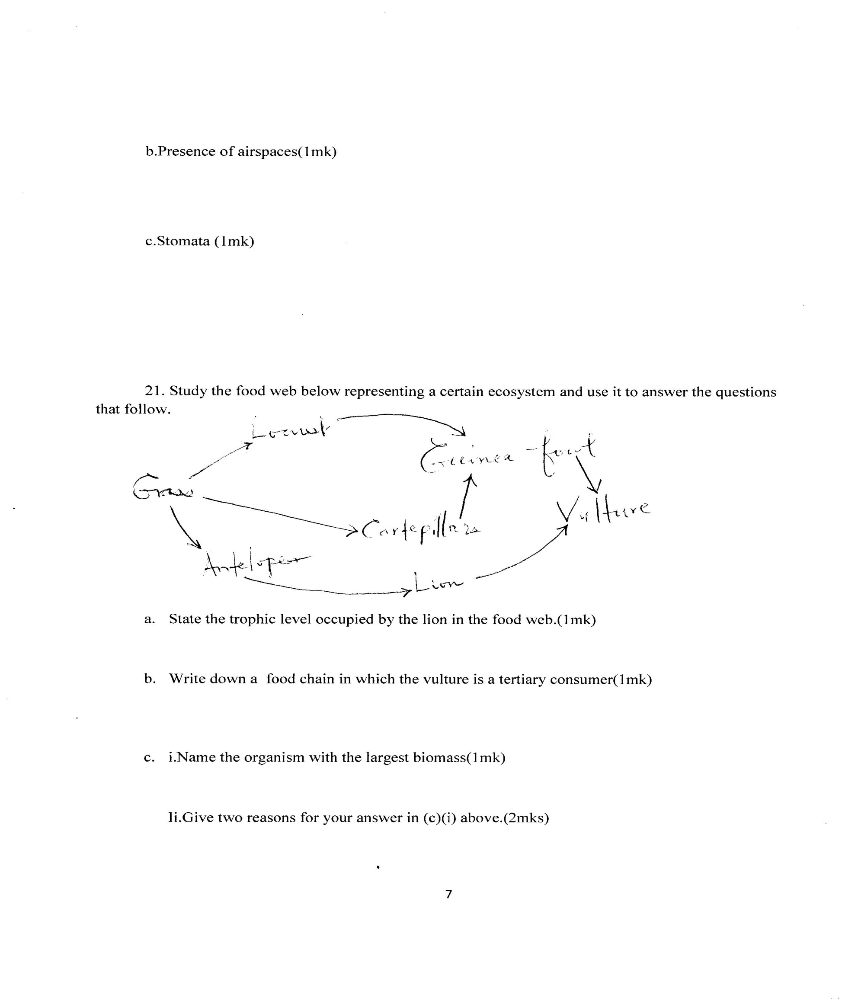 b.Presence of airspaces(1mk)
c.Stomata (1mk)
21. Study the food web below representing a certain ecosystem and use it to answer the questions
that follow.
Locust
Guinea-fowl
Grass
Vulture
Cartepillars
Antelopes
Lion
a. State the trophic level occupied by the lion in the food web.(1mk)
b. Write down a food chain in which the vulture is a tertiary consumer(1mk)
c. i.Name the organism with the largest biomass(1mk)
Ii.Give two reasons for your answer in (c)(i) above.(2mks)
7